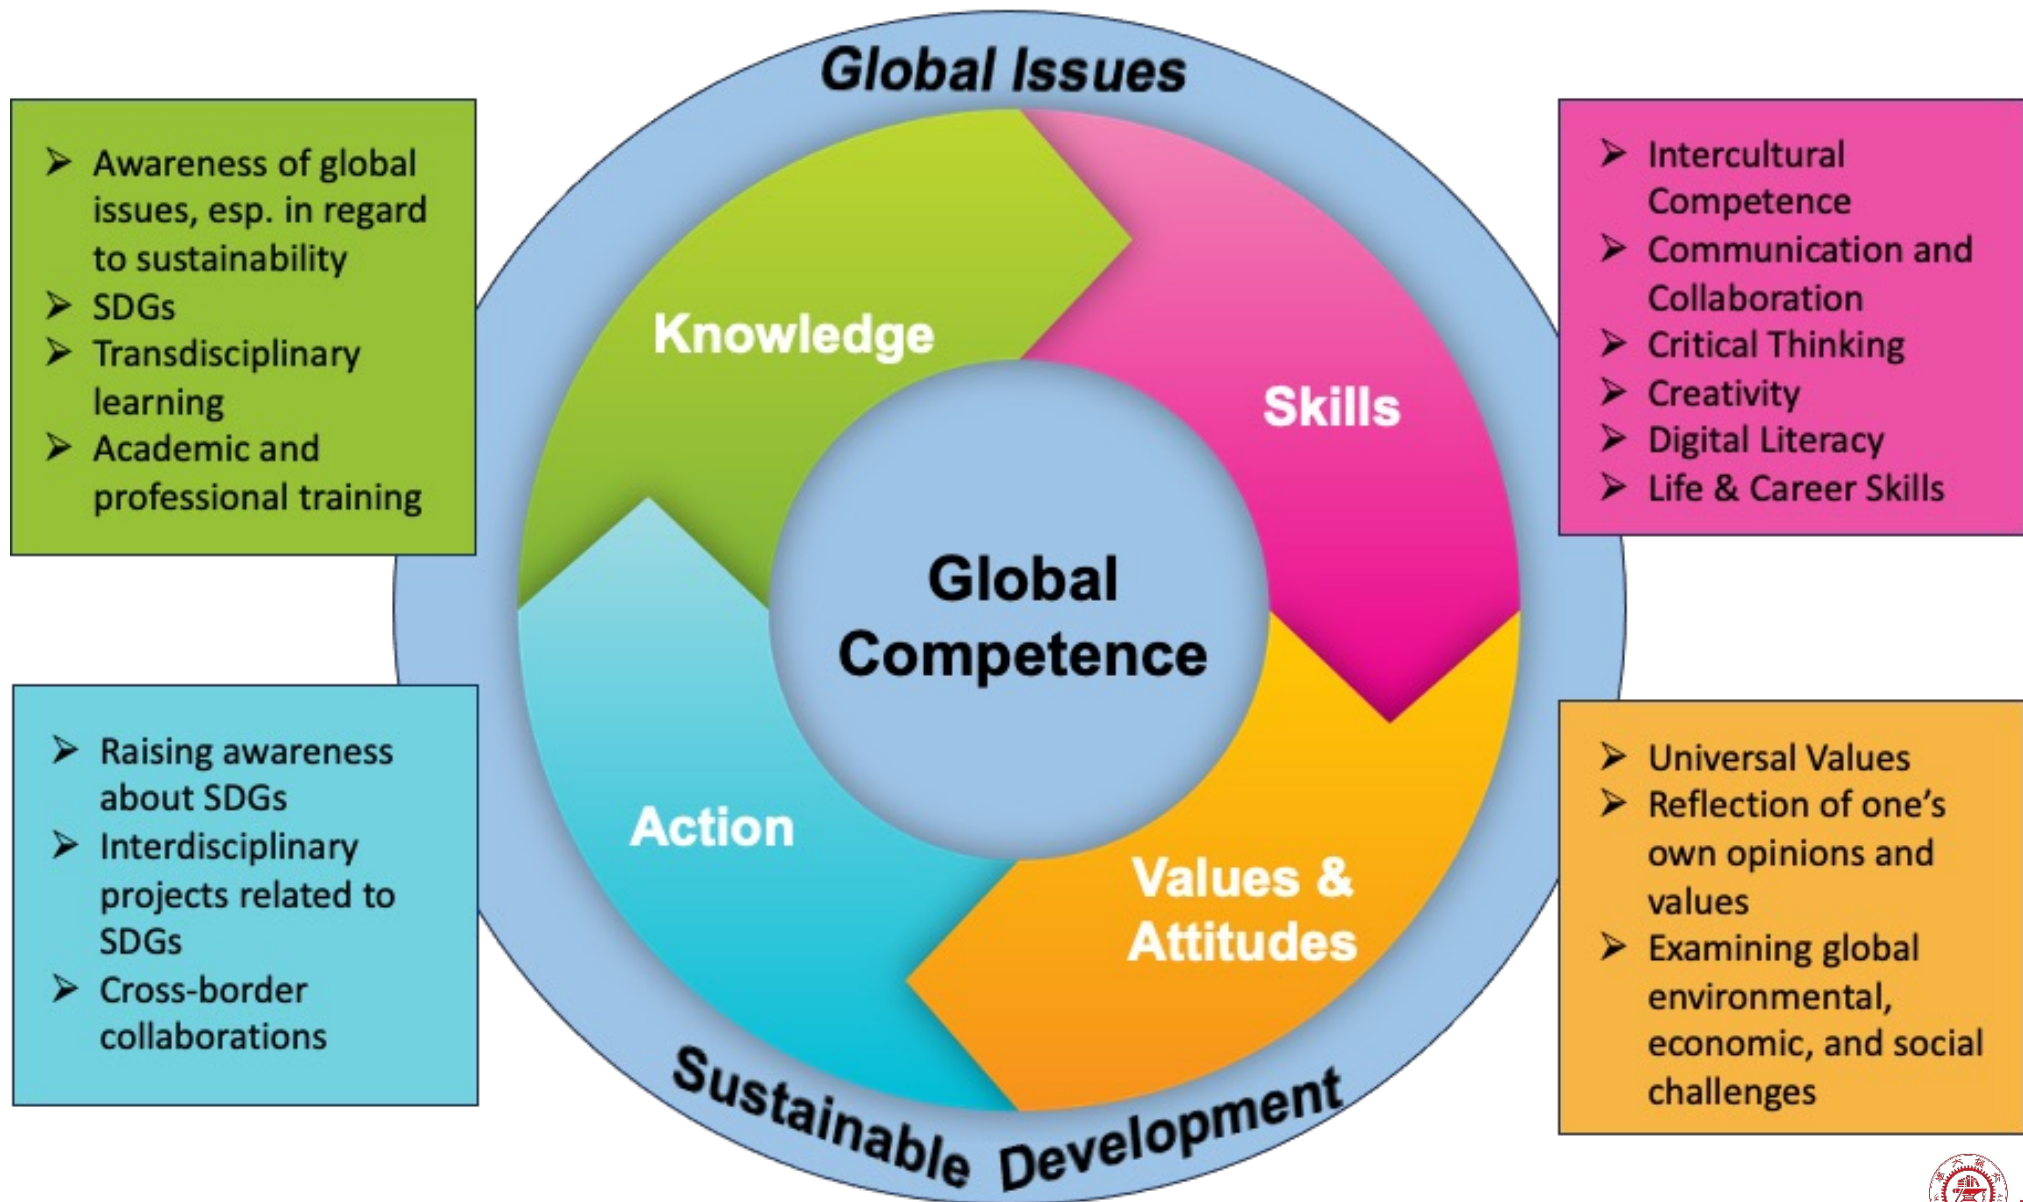 Global Issues
➢ Awareness of global
issues, esp. in regard
to sustainability
➢ SDGs
➢ Transdisciplinary
learning
➢ Academic and
professional training
Knowledge
Skills
➢ Intercultural
Competence
➢ Communication and
Collaboration
➢ Critical Thinking
➢ Creativity
➢ Digital Literacy
➢ Life & Career Skills
Global
Competence
➢ Raising awareness
about SDGs
➢ Interdisciplinary
projects related to
SDGs
➢ Cross-border
collaborations
Action
Values &
Attitudes
➢ Universal Values
➢ Reflection of one’s
own opinions and
values
➢ Examining global
environmental,
economic, and social
challenges
Sustainable Development